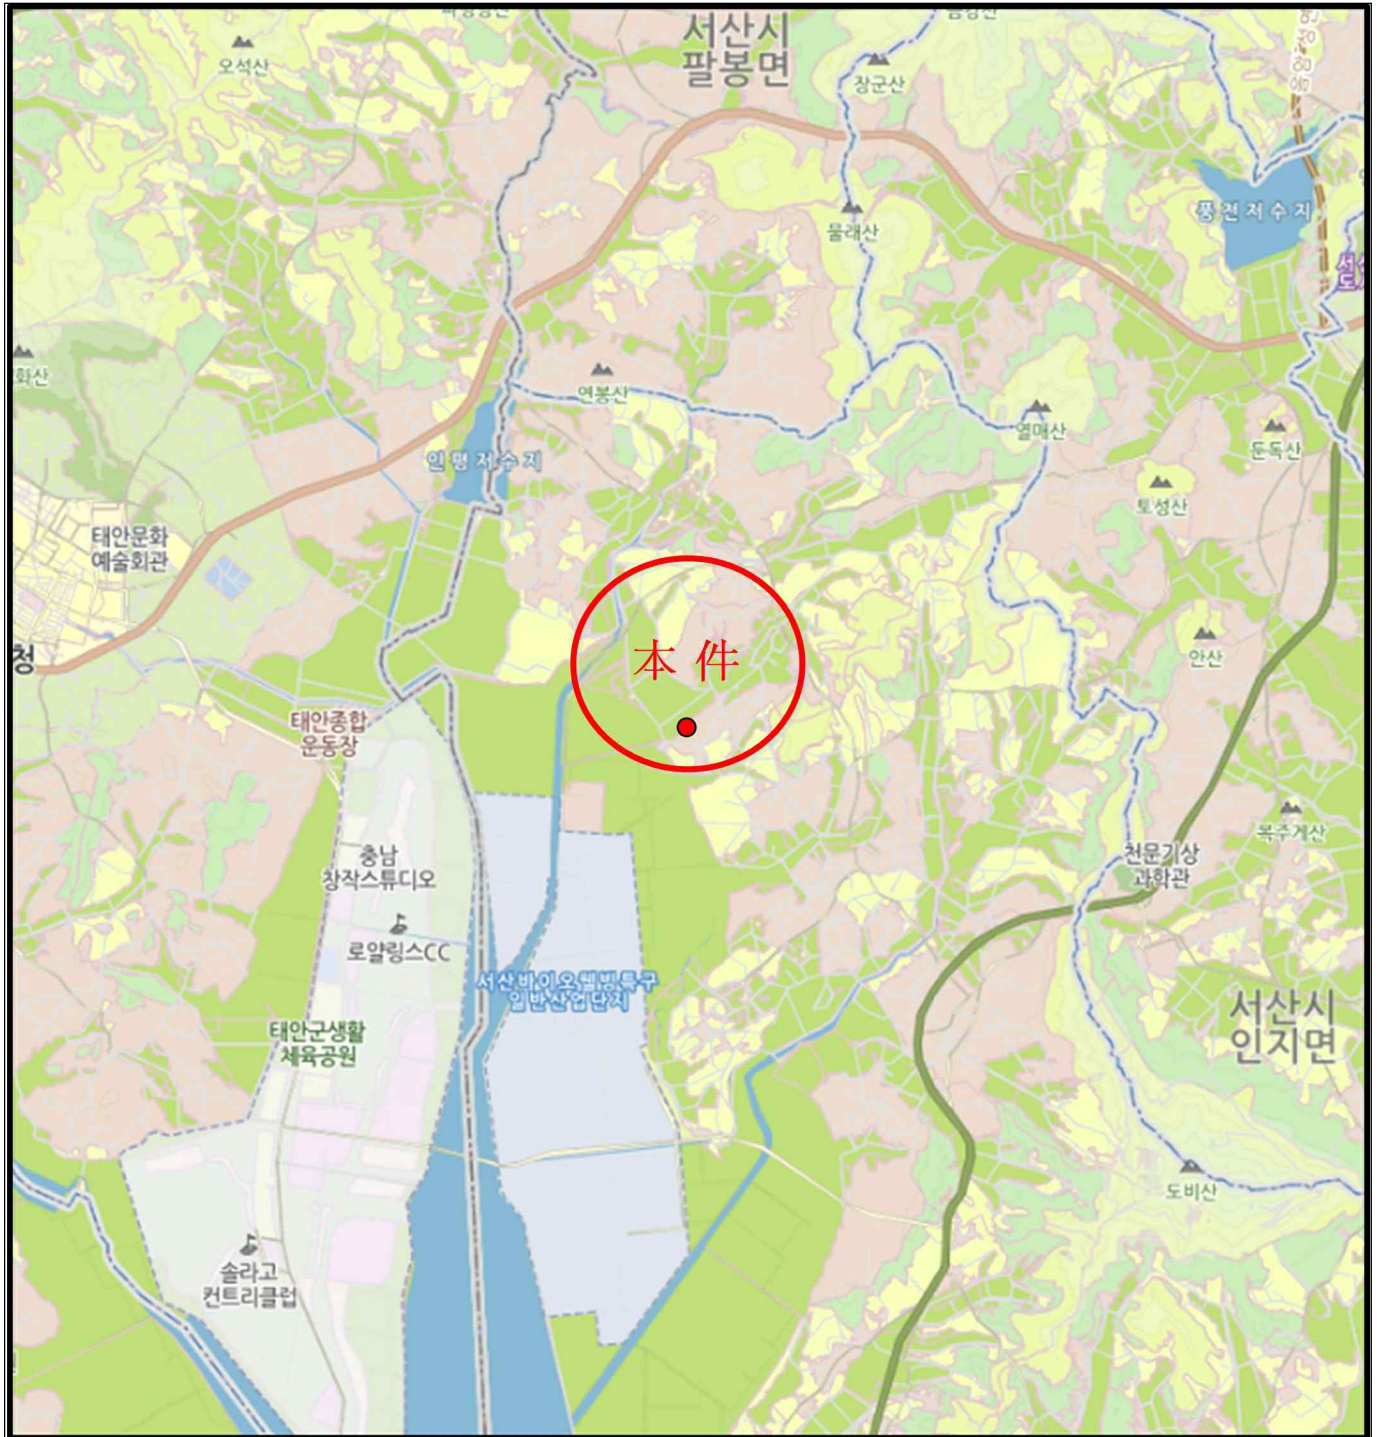 서산시
팔봉면
오석산
장군산
물래산
풍전저수지
화산
연봉산
열매산
둔독산
인평저수지
토성산
태안문화
예술회관
本 件
안산
청
태안종합
운동장
복주게산
천문기상
과학관
충남
창작스튜디오
로얄링스CC
서산바이오웰빙특구
일반산업단지
서산시
인지면
태안군생활
체육공원
도비산
솔라고
컨트리클럽